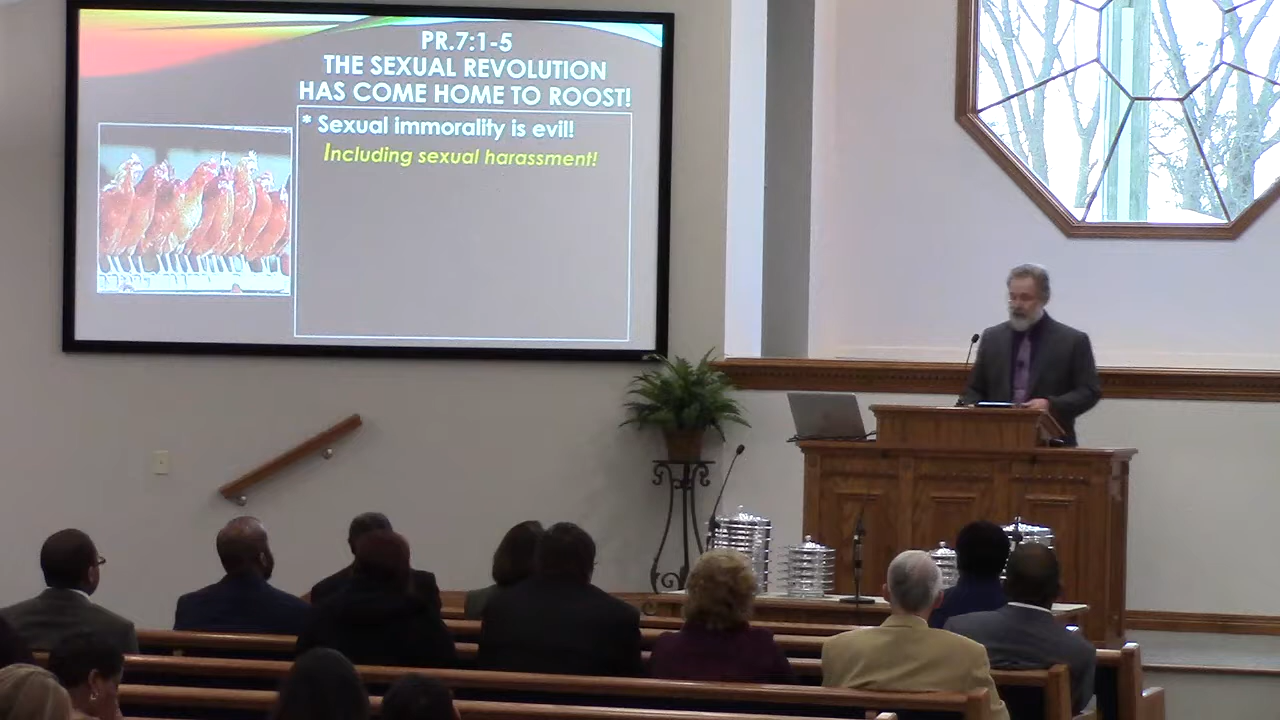 PR.7:1-5
THE SEXUAL REVOLUTION
HAS COME HOME TO ROOST!
* Sexual immorality is evil!
Including sexual harassment!